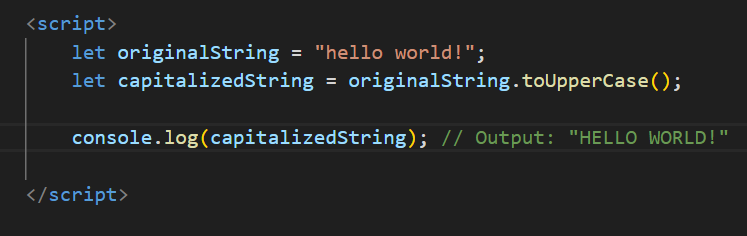 <script>
let originalString = "hello world!";
let capitalizedString = originalString.toUpperCase();
console.log(capitalizedString); // Output: "HELLO WORLD!"
</script>